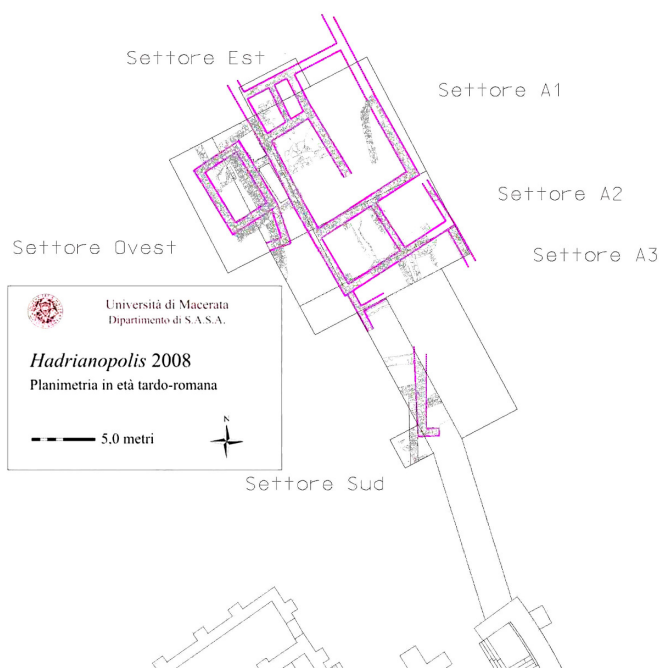 Settore Est
Settore A1
Settore A2
Settore Ovest
Settore A3
Università di Macerata
Dipartimento di S.A.S.A.
Hadrianopolis 2008
Planimetria in età tardo-romana
N
5.0 metri
Settore Sud